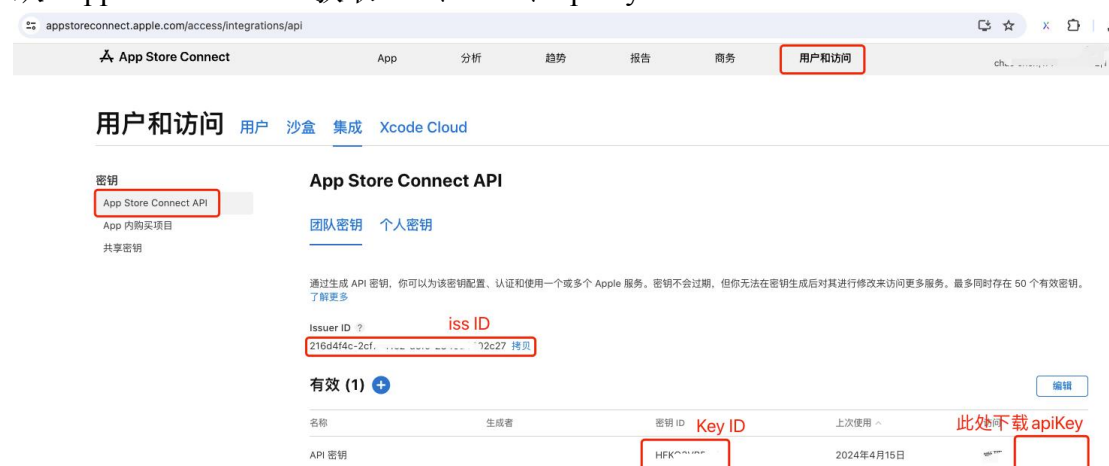 appstoreconnect.apple.com/access/integrations/api
App Store Connect App 分析 趋势 报告 商务 用户和访问
用户和访问 用户 沙盒 集成 Xcode Cloud
密钥
App Store Connect API
App 内购买项目
共享密钥
App Store Connect API
团队密钥 个人密钥
通过生成 API 密钥，你可以为该密钥配置、认证和使用一个或多个 Apple 服务。密钥不会过期，但你无法在密钥生成后对其进行修改来访问更多服务。最多同时存在 50 个有效密钥。
了解更多
Issuer ID ? iss ID
216d4f4c-2cf 02c27 拷贝
有效 (1) 编辑
名称 生成者 密钥 ID Key ID 上次使用 此处下载 apiKey
API 密钥 2024年4月15日